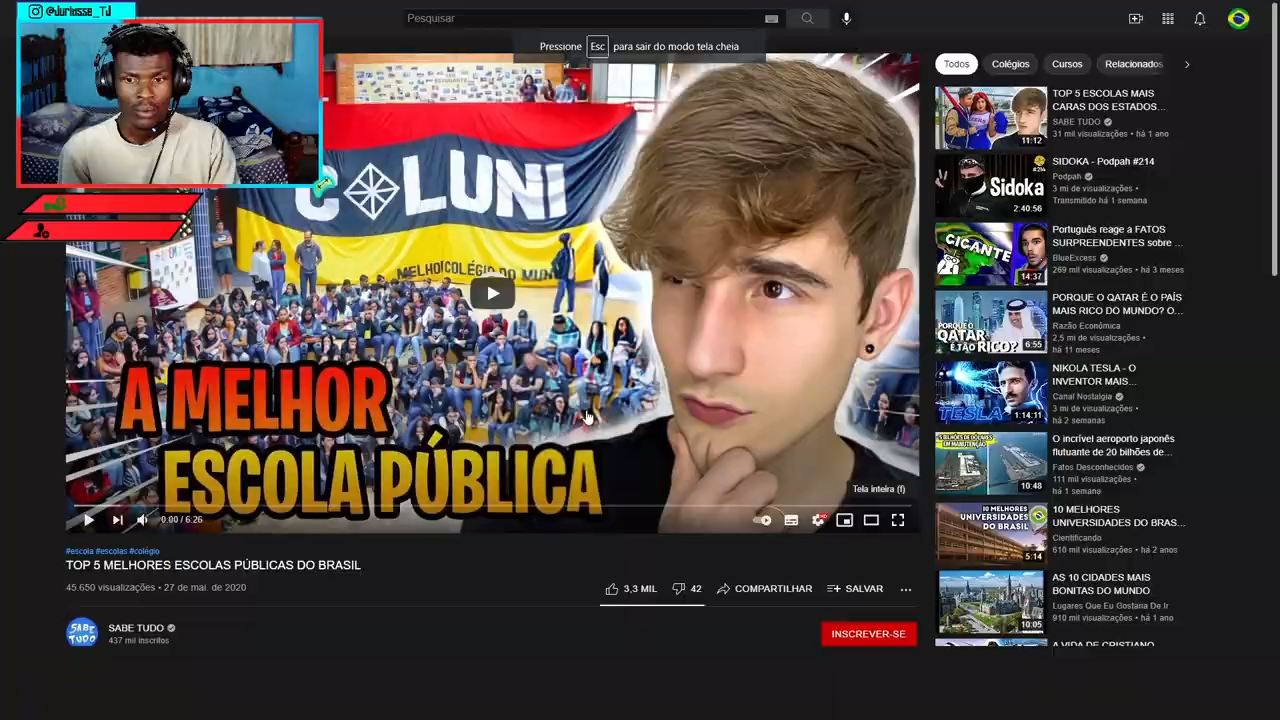 @Juriasse_TJ
Pesquisar
Pressione Esc para sair do modo tela cheia
COLUNI
MELHOR COLÉGIO DO MUNDO
A MELHOR
ESCOLA PÚBLICA
Tela inteira (f)
0:00 / 6:26
#escola #escolas #colégio
TOP 5 MELHORES ESCOLAS PÚBLICAS DO BRASIL
45.650 visualizações • 27 de mai. de 2020
3,3 MIL
42
COMPARTILHAR
SALVAR
SABE TUDO
437 mil inscritos
INSCREVER-SE
Todos
Colégios
Cursos
Relacionados
11:12
TOP 5 ESCOLAS MAIS
CARAS DOS ESTADOS...
SABE TUDO
31 mil visualizações • há 1 ano
#214
Sidoka
2:40:56
SIDOKA - Podpah #214
Podpah
3 mi de visualizações •
Transmitido há 1 semana
GIGANTE
14:37
Português reage a FATOS
SURPREENDENTES sobre ...
BlueExcess
269 mil visualizações • há 3 meses
PORQUE O
QATAR
É TÃO RICO?
6:55
PORQUE O QATAR É O PAÍS
MAIS RICO DO MUNDO? O...
Razão Econômica
2,5 mi de visualizações •
há 11 meses
TESLA
1:14:11
NIKOLA TESLA - O
INVENTOR MAIS...
Canal Nostalgia
3 mi de visualizações •
há 2 semanas
10:48
O incrível aeroporto japonês
flutuante de 20 bilhões de...
Fatos Desconhecidos
111 mil visualizações •
há 1 semana
10 MELHORES
UNIVERSIDADES
DO BRASIL
5:14
10 MELHORES
UNIVERSIDADES DO BRAS...
Cientificando
610 mil visualizações • há 2 anos
10:05
AS 10 CIDADES MAIS
BONITAS DO MUNDO
Lugares Que Eu Gostaria De Ir
910 mil visualizações • há 1 ano
A VIDA DE CRISTIANO